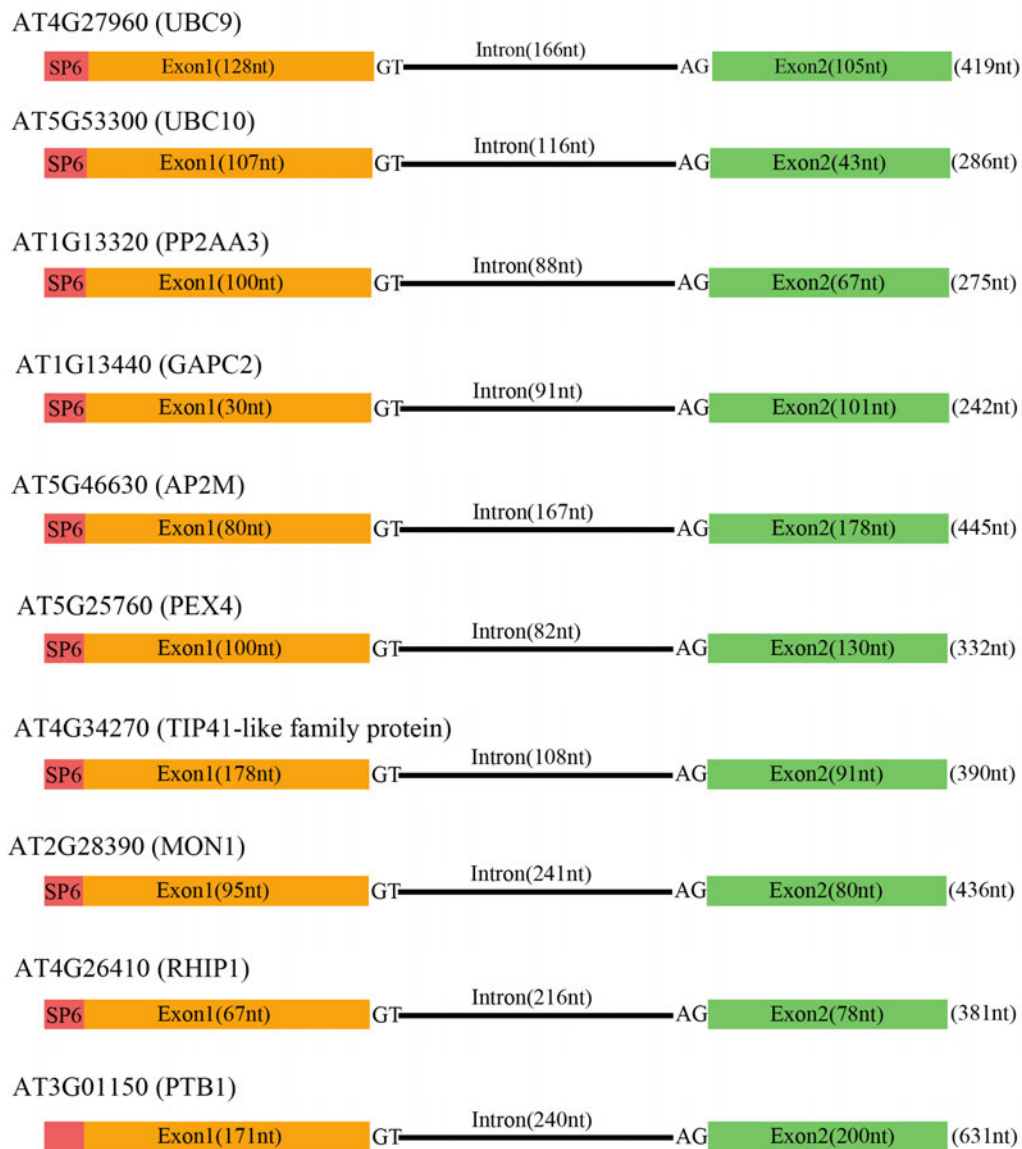 AT4G27960 (UBC9)
SP6 Exon1(128nt) GT Intron(166nt) AG Exon2(105nt) (419nt)
AT5G53300 (UBC10)
SP6 Exon1(107nt) GT Intron(116nt) AG Exon2(43nt) (286nt)
AT1G13320 (PP2AA3)
SP6 Exon1(100nt) GT Intron(88nt) AG Exon2(67nt) (275nt)
AT1G13440 (GAPC2)
SP6 Exon1(30nt) GT Intron(91nt) AG Exon2(101nt) (242nt)
AT5G46630 (AP2M)
SP6 Exon1(80nt) GT Intron(167nt) AG Exon2(178nt) (445nt)
AT5G25760 (PEX4)
SP6 Exon1(100nt) GT Intron(82nt) AG Exon2(130nt) (332nt)
AT4G34270 (TIP41-like family protein)
SP6 Exon1(178nt) GT Intron(108nt) AG Exon2(91nt) (390nt)
AT2G28390 (MON1)
SP6 Exon1(95nt) GT Intron(241nt) AG Exon2(80nt) (436nt)
AT4G26410 (RHIP1)
SP6 Exon1(67nt) GT Intron(216nt) AG Exon2(78nt) (381nt)
AT3G01150 (PTB1)
Exon1(171nt) GT Intron(240nt) AG Exon2(200nt) (631nt)